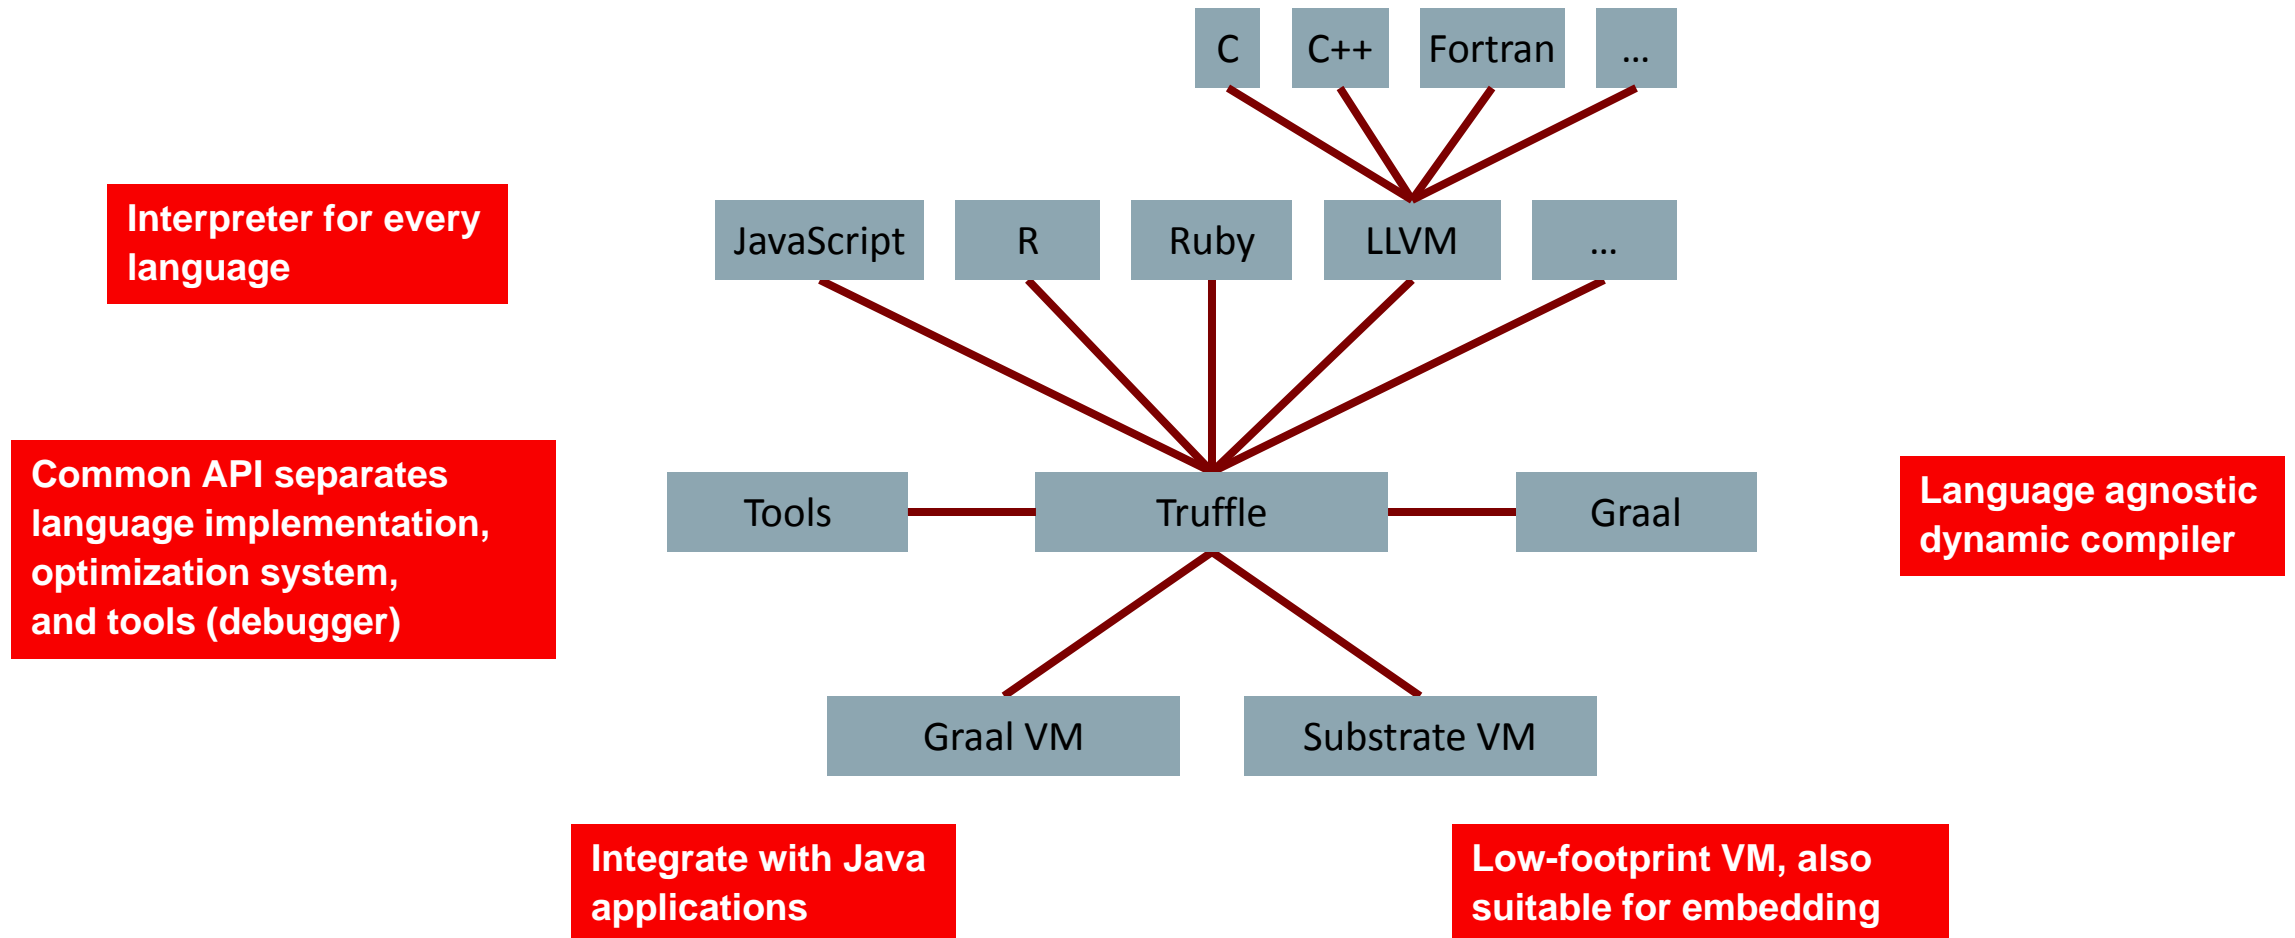 C
C++
Fortran
...
Interpreter for every
language
JavaScript
R
Ruby
LLVM
...
Common API separates
language implementation,
optimization system,
and tools (debugger)
Tools
Truffle
Graal
Language agnostic
dynamic compiler
Graal VM
Substrate VM
Integrate with Java
applications
Low-footprint VM, also
suitable for embedding